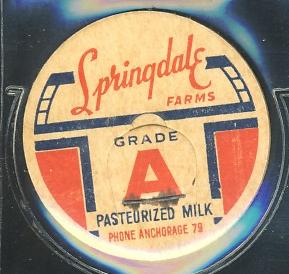 Springdale
FARMS
GRADE
A
PASTEURIZED MILK
PHONE ANCHORAGE 79